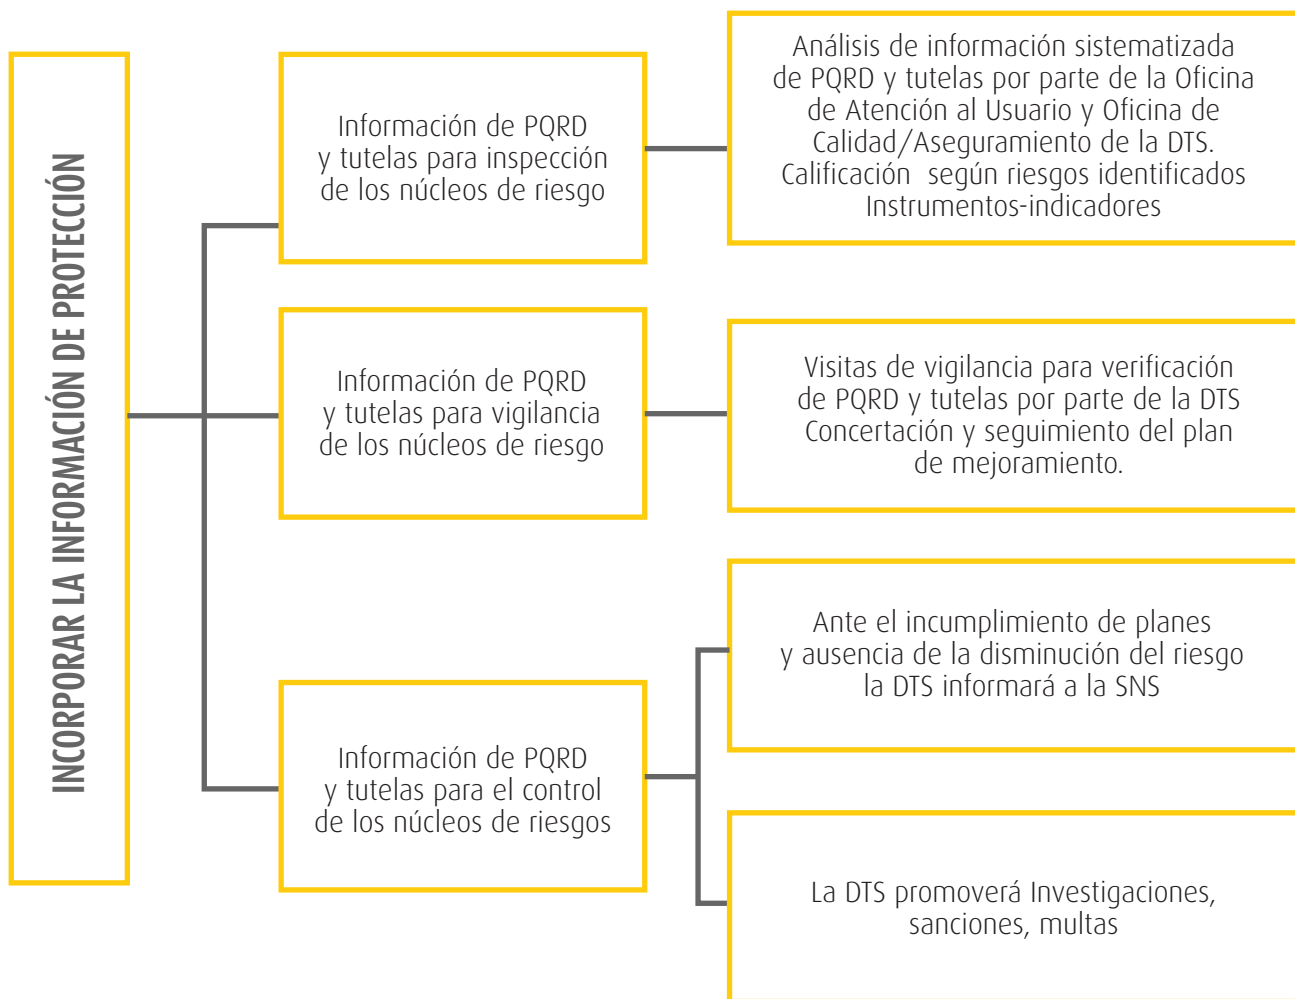 INCORPORAR LA INFORMACIÓN DE PROTECCIÓN
Información de PQRD
y tutelas para inspección
de los núcleos de riesgo
Análisis de información sistematizada
de PQRD y tutelas por parte de la Oficina
de Atención al Usuario y Oficina de
Calidad/Aseguramiento de la DTS.
Calificación según riesgos identificados
Instrumentos-indicadores
Información de PQRD
y tutelas para vigilancia
de los núcleos de riesgo
Visitas de vigilancia para verificación
de PQRD y tutelas por parte de la DTS
Concertación y seguimiento del plan
de mejoramiento.
Información de PQRD
y tutelas para el control
de los núcleos de riesgos
Ante el incumplimiento de planes
y ausencia de la disminución del riesgo
la DTS informará a la SNS
La DTS promoverá Investigaciones,
sanciones, multas